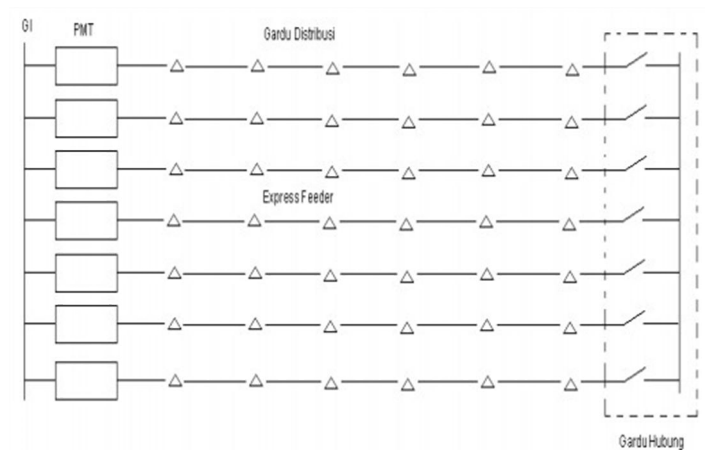 GI
PMT
Gardu Distribusi
Express Feeder
Gardu Hubung